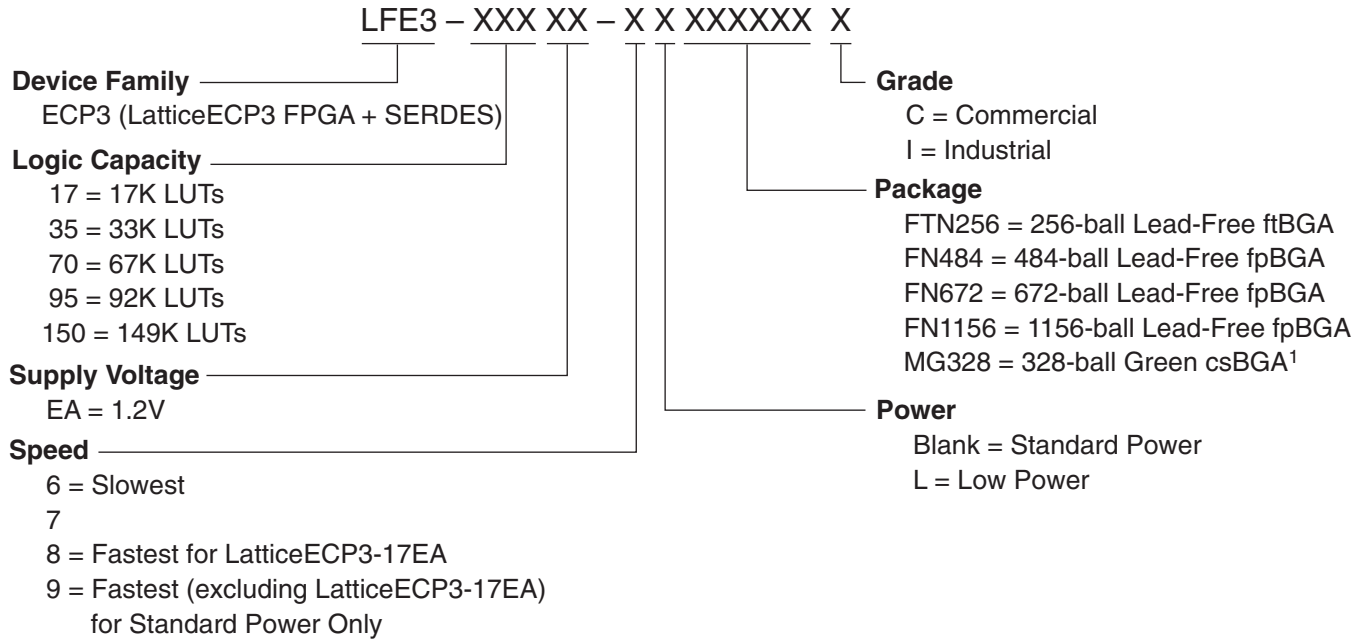 LFE3 – XXX XX – X X XXXXXX X
Device Family
ECP3 (LatticeECP3 FPGA + SERDES)
Logic Capacity
17 = 17K LUTs
35 = 33K LUTs
70 = 67K LUTs
95 = 92K LUTs
150 = 149K LUTs
Supply Voltage
EA = 1.2V
Speed
6 = Slowest
7
8 = Fastest for LatticeECP3-17EA
9 = Fastest (excluding LatticeECP3-17EA)
for Standard Power Only
Grade
C = Commercial
I = Industrial
Package
FTN256 = 256-ball Lead-Free ftBGA
FN484 = 484-ball Lead-Free fpBGA
FN672 = 672-ball Lead-Free fpBGA
FN1156 = 1156-ball Lead-Free fpBGA
MG328 = 328-ball Green csBGA¹
Power
Blank = Standard Power
L = Low Power